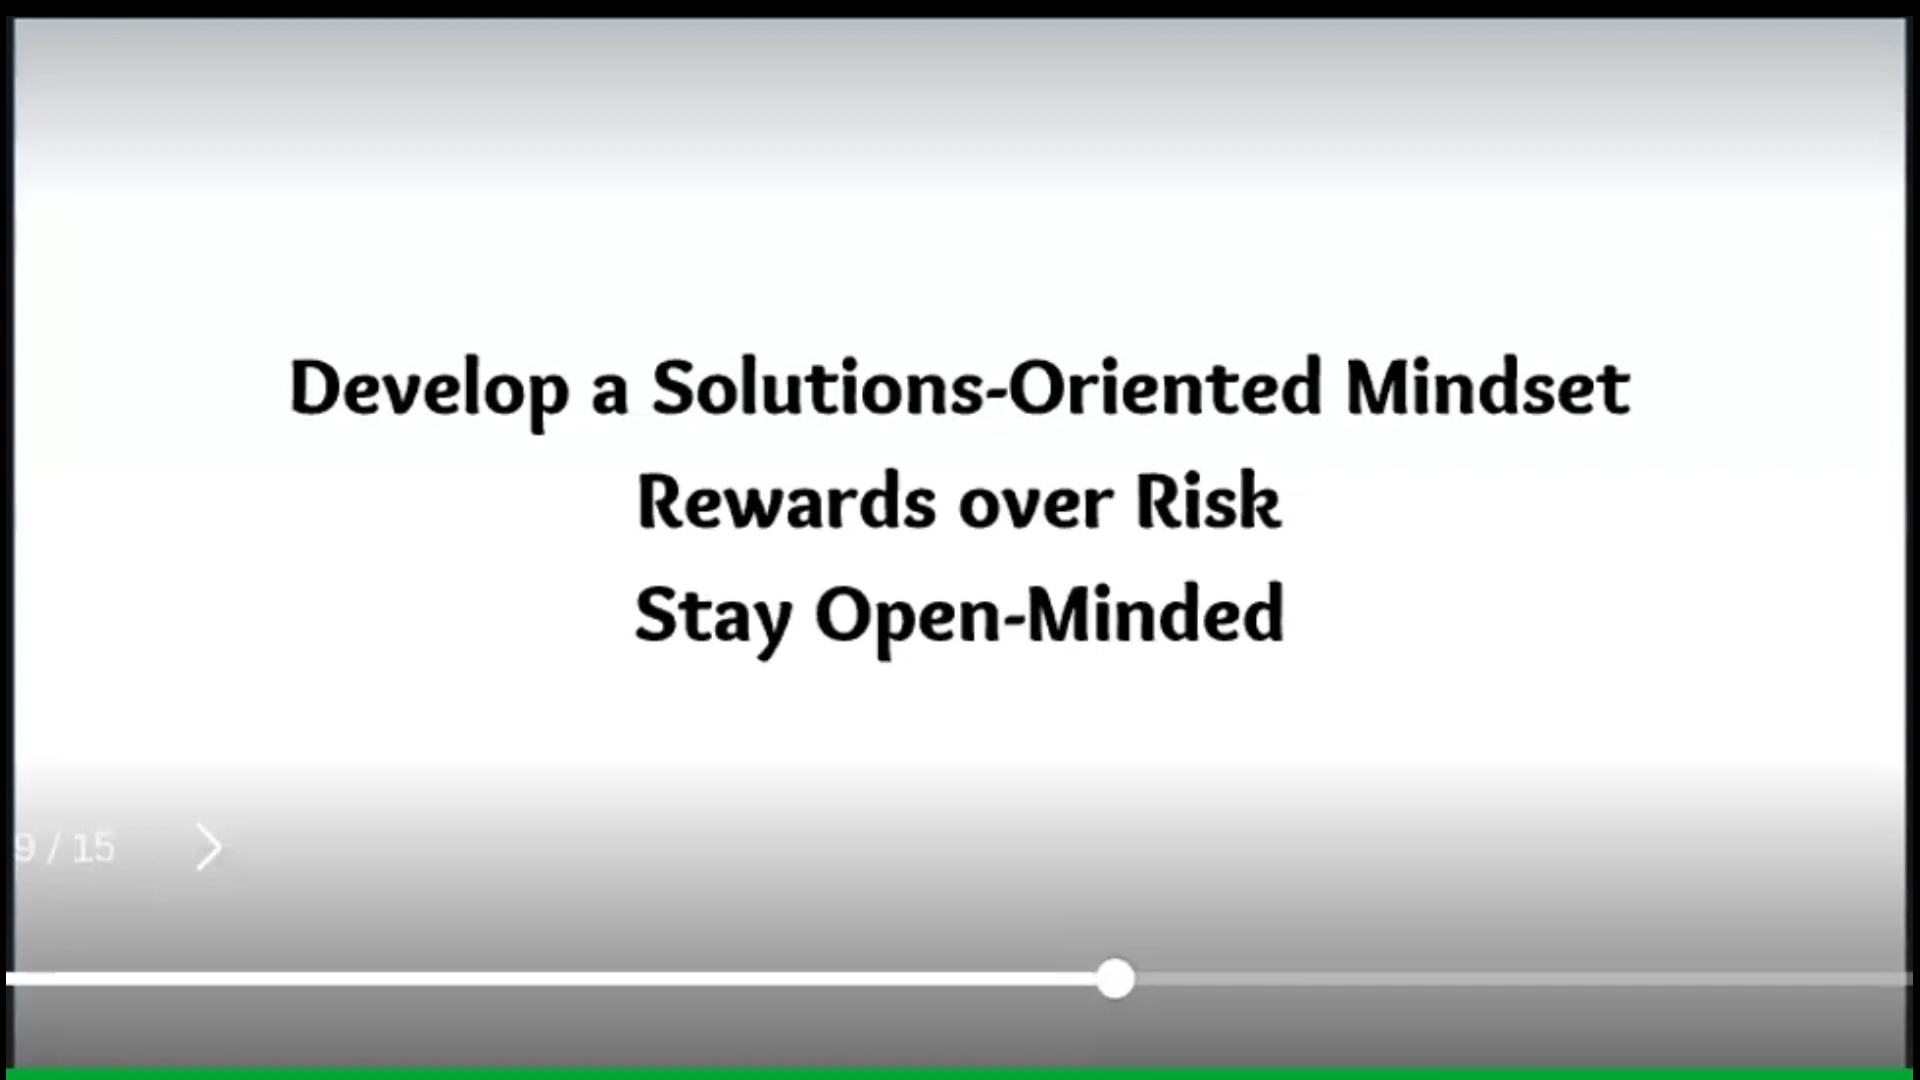 Develop a Solutions-Oriented Mindset
Rewards over Risk
Stay Open-Minded
9 / 15